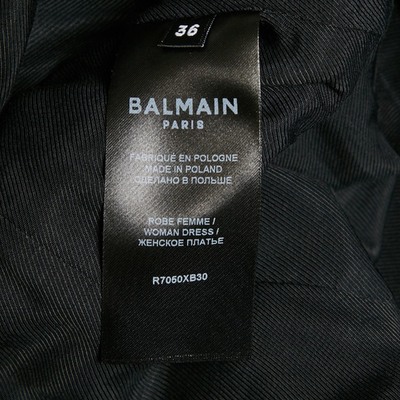 36
BALMAIN
PARIS
FABRIQUÉ EN POLOGNE
MADE IN POLAND
СДЕЛАНО В ПОЛЬШЕ
ROBE FEMME /
WOMAN DRESS /
ЖЕНСКОЕ ПЛАТЬЕ
R7050XB30